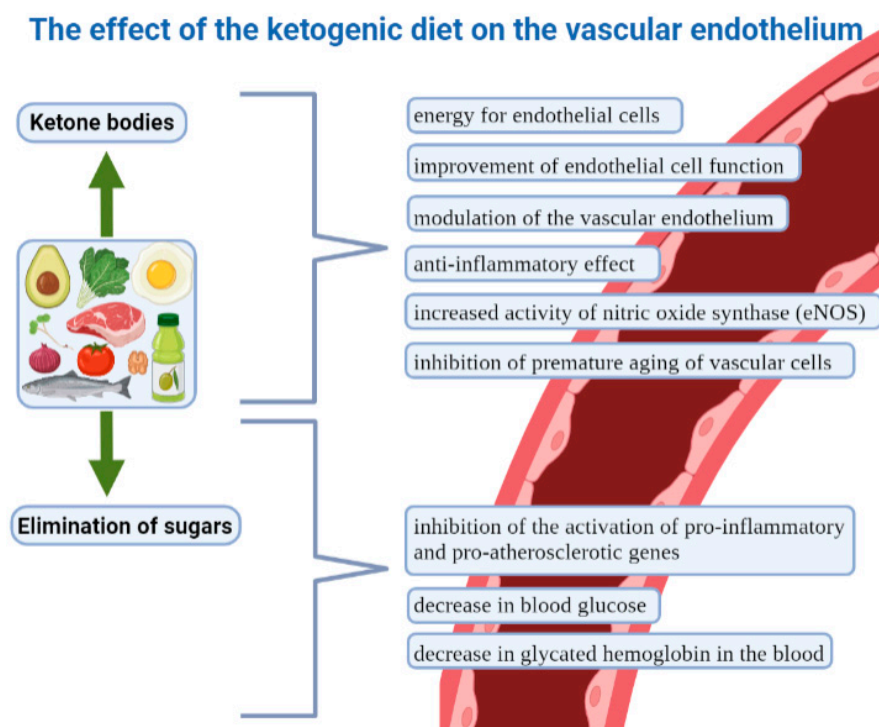 The effect of the ketogenic diet on the vascular endothelium
Ketone bodies
energy for endothelial cells
improvement of endothelial cell function
modulation of the vascular endothelium
anti-inflammatory effect
increased activity of nitric oxide synthase (eNOS)
inhibition of premature aging of vascular cells
Elimination of sugars
inhibition of the activation of pro-inflammatory
and pro-atherosclerotic genes
decrease in blood glucose
decrease in glycated hemoglobin in the blood